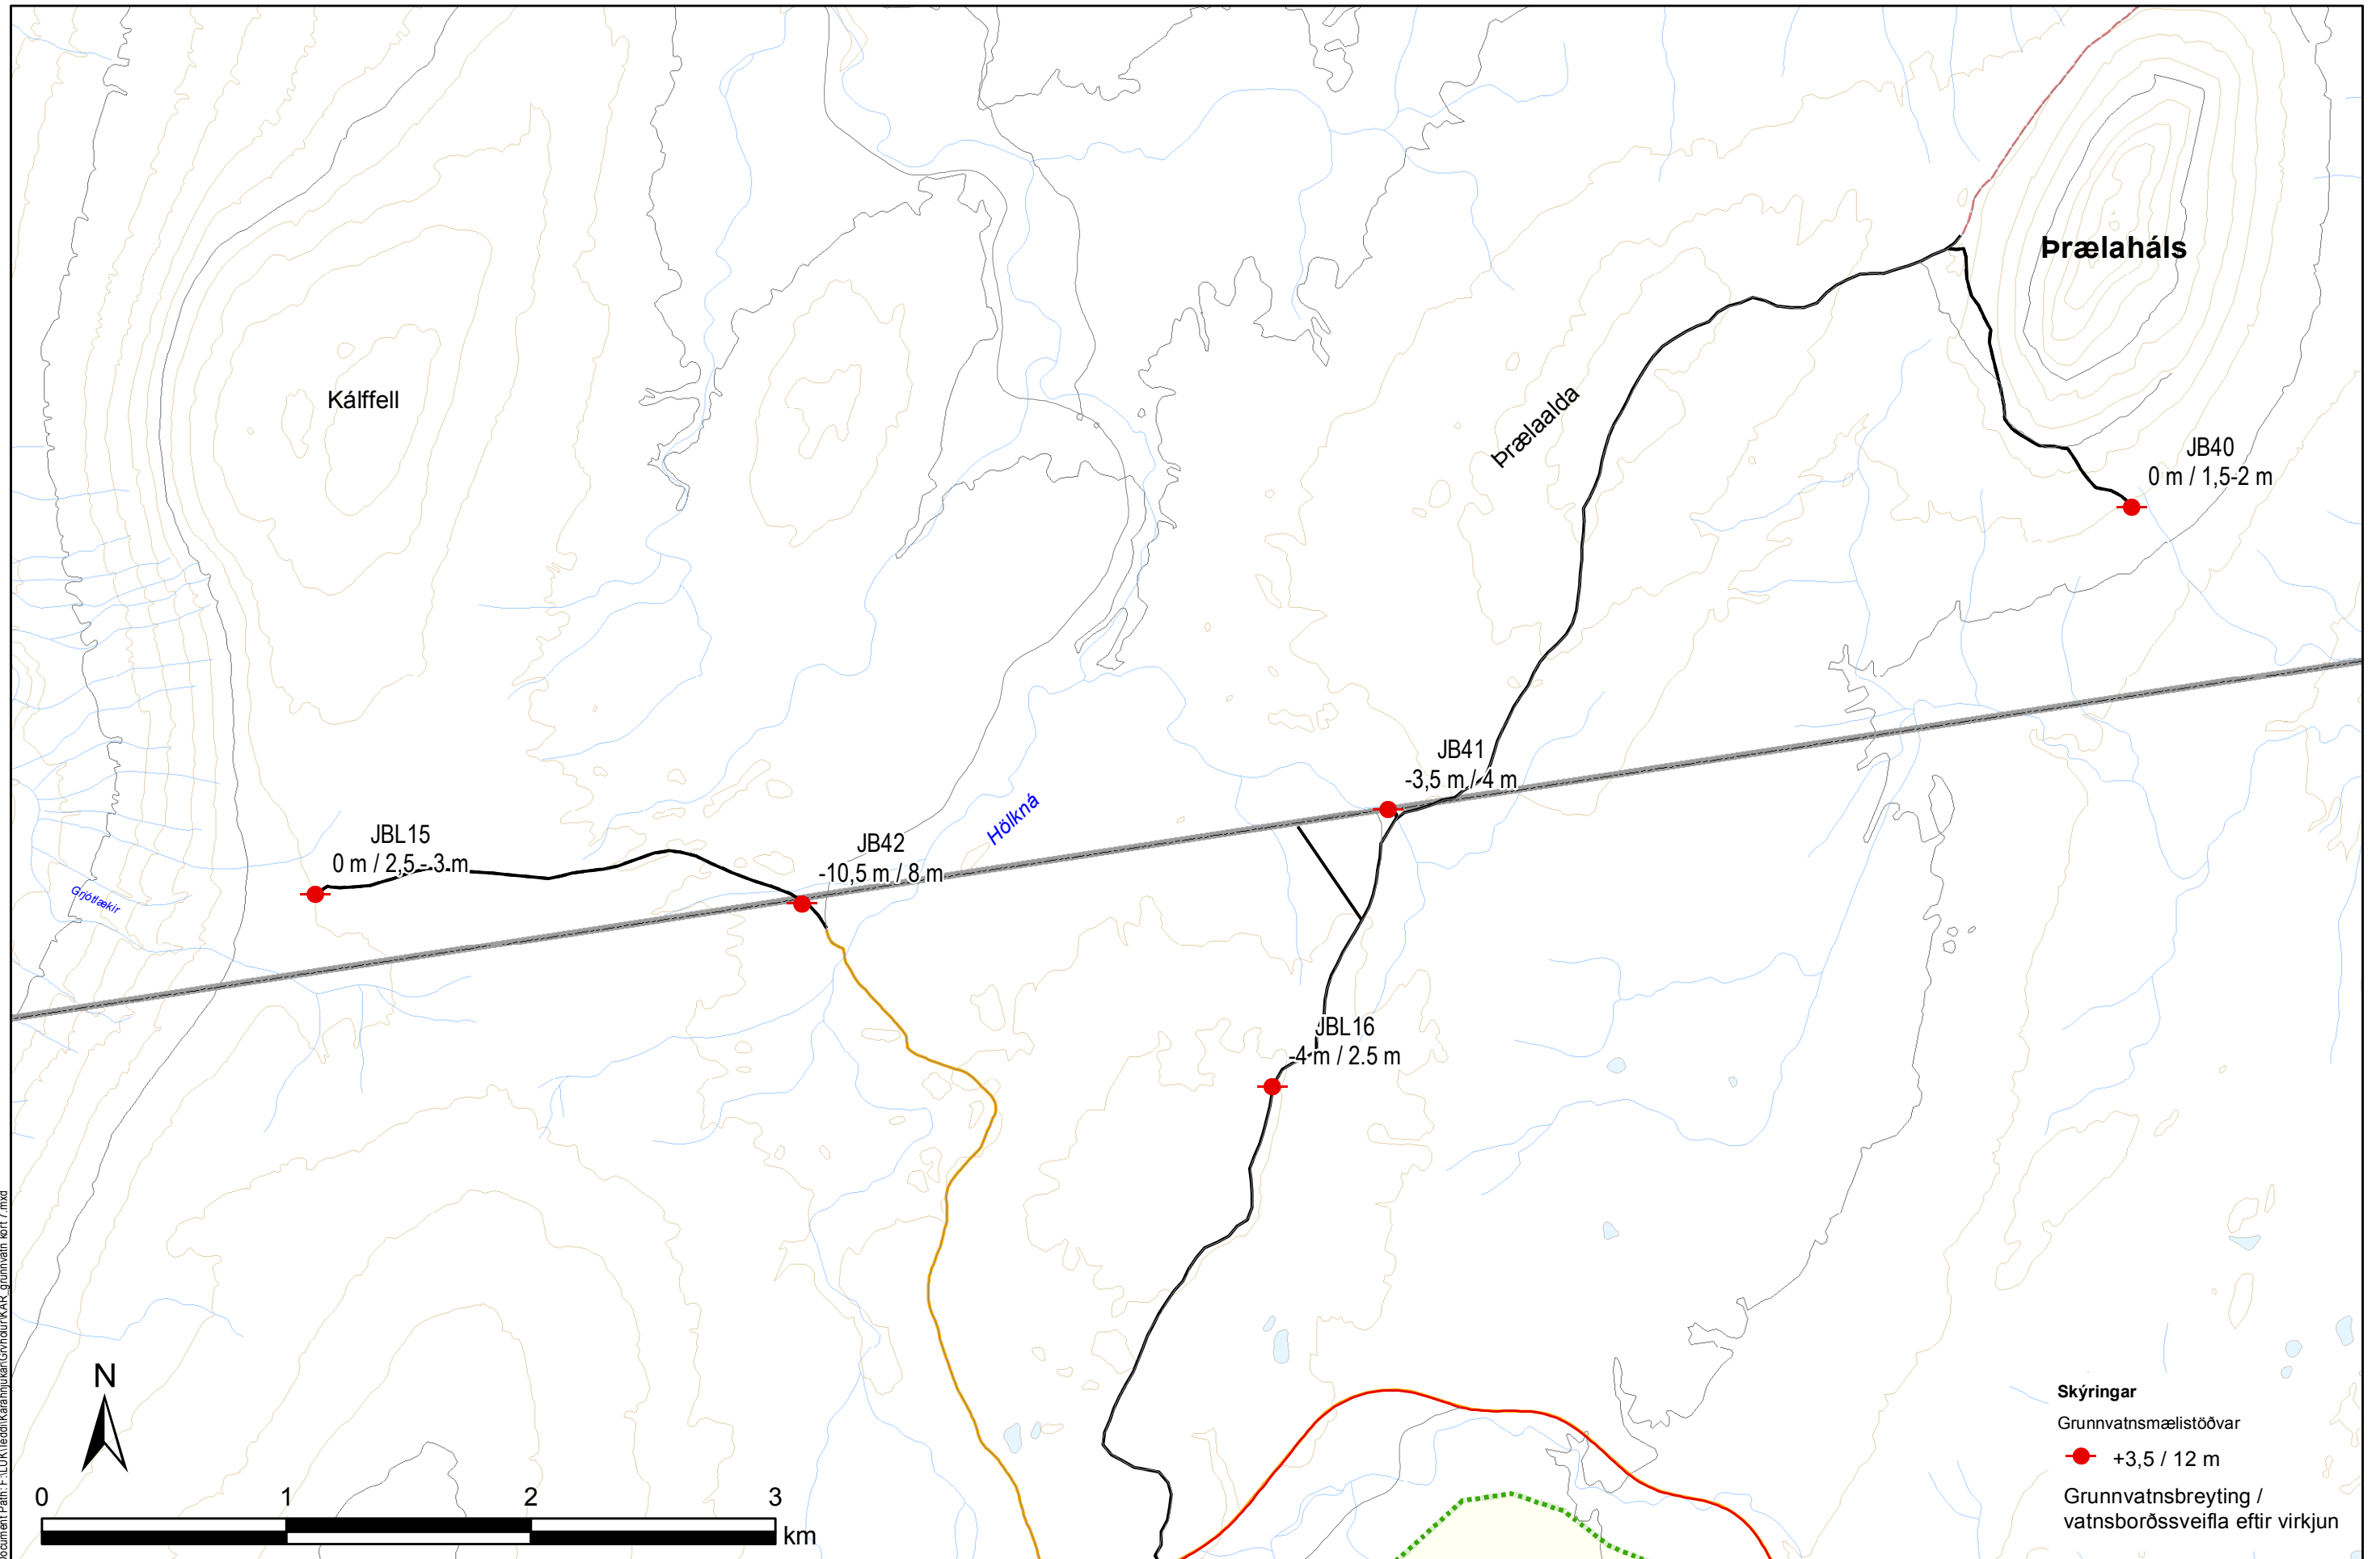 Þrælaháls
Kálffell
Þrælaalda
JB40
0 m / 1,5-2 m
JB41
-3,5 m / 4 m
Hölkná
JBL15
0 m / 2,5 - 3 m
JB42
-10,5 m / 8 m
Grjótlækir
JBL16
-4 m / 2.5 m
N
0 1 2 3
km
Skýringar
Grunnvatnsmælistöðvar
+3,5 / 12 m
Grunnvatnsbreyting /
vatnsborðssveifla eftir virkjun